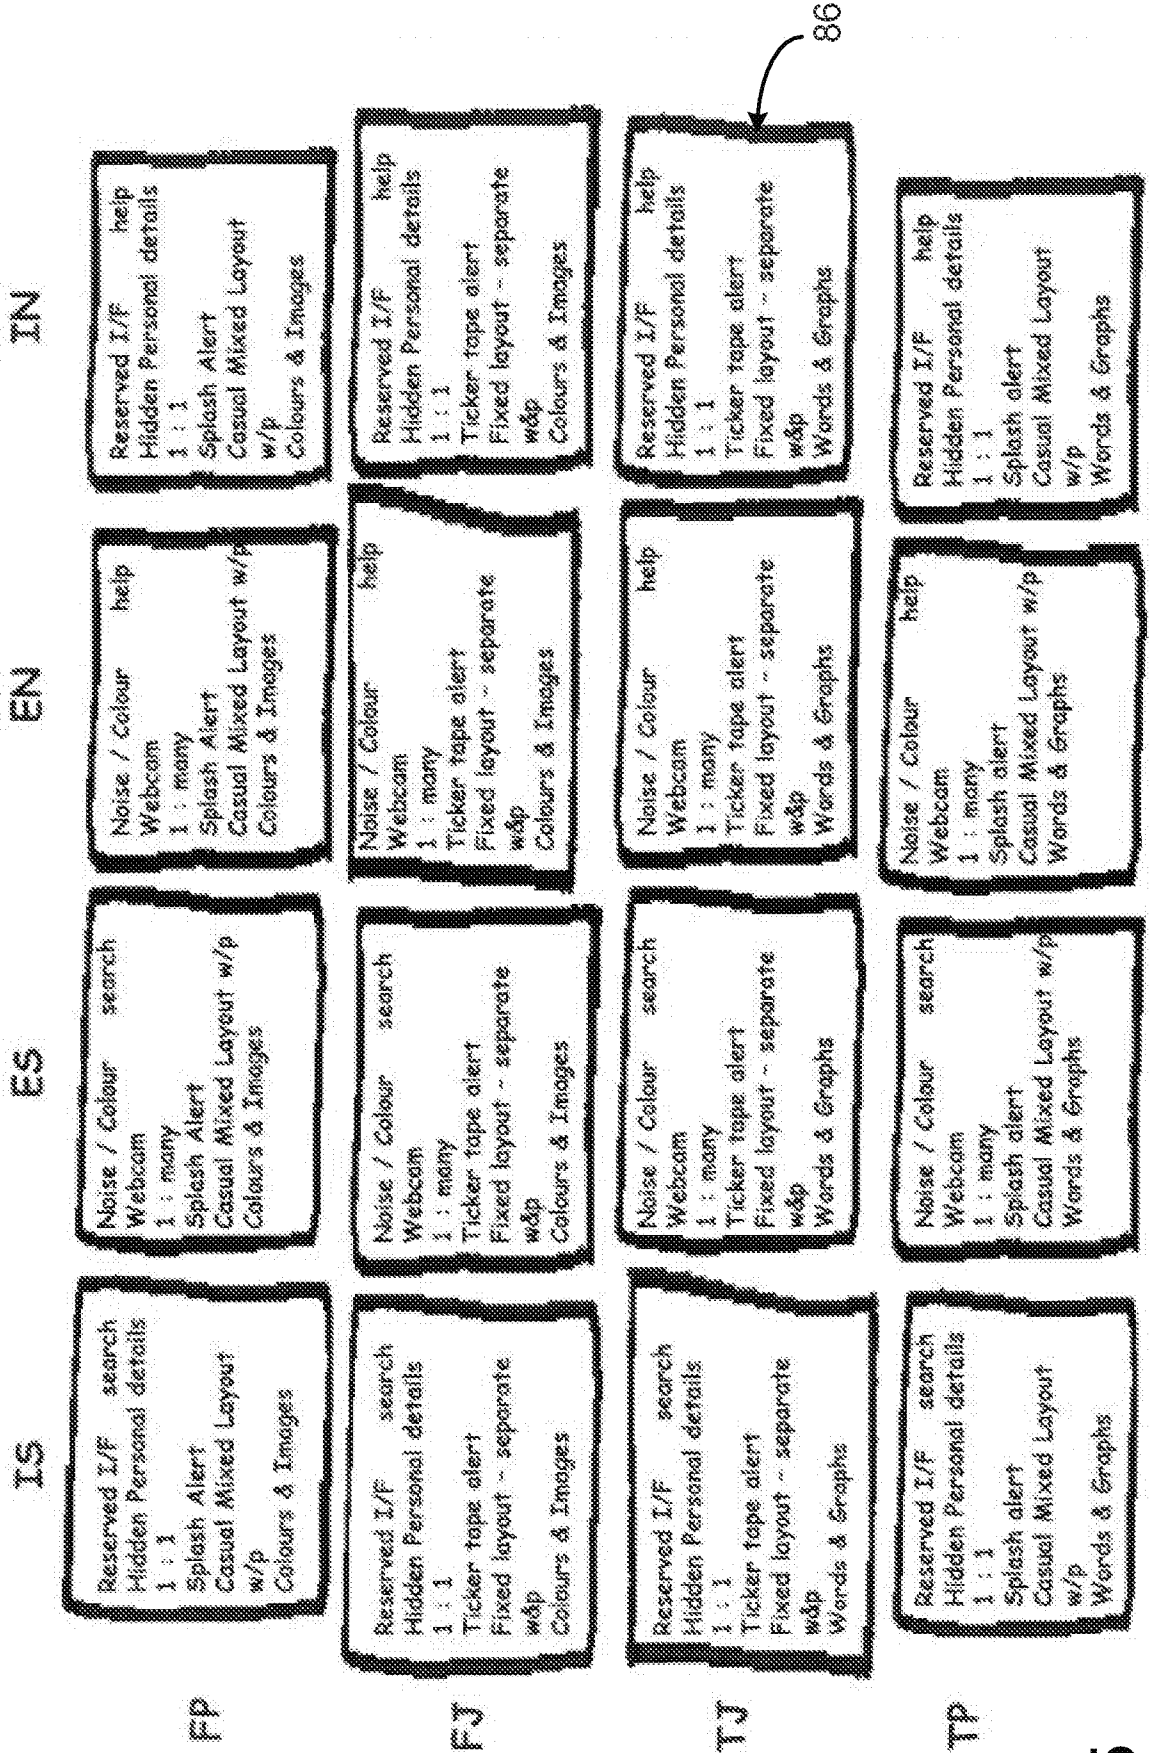 IS
ES
EN
IN
FP
Reserved I/F search
Hidden Personal details
1 : 1
Splash Alert
Casual Mixed Layout
w/p
Colours & Images
Noise / Colour search
Webcam
1 : many
Splash Alert
Casual Mixed Layout w/p
Colours & Images
Noise / Colour help
Webcam
1 : many
Splash Alert
Casual Mixed Layout w/p
Colours & Images
Reserved I/F help
Hidden Personal details
1 : 1
Splash Alert
Casual Mixed Layout
w/p
Colours & Images
FJ
Reserved I/F search
Hidden Personal details
1 : 1
Ticker tape alert
Fixed layout - separate
w&p
Colours & Images
Noise / Colour search
Webcam
1 : many
Ticker tape alert
Fixed layout - separate
w&p
Colours & Images
Noise / Colour help
Webcam
1 : many
Ticker tape alert
Fixed layout - separate
w&p
Colours & Images
Reserved I/F help
Hidden Personal details
1 : 1
Ticker tape alert
Fixed layout - separate
w&p
Colours & Images
TJ
Reserved I/F search
Hidden Personal details
1 : 1
Ticker tape alert
Fixed layout - separate
w&p
Words & Graphs
Noise / Colour search
Webcam
1 : many
Ticker tape alert
Fixed layout - separate
w&p
Words & Graphs
Noise / Colour help
Webcam
1 : many
Ticker tape alert
Fixed layout - separate
w&p
Words & Graphs
Reserved I/F help
Hidden Personal details
1 : 1
Ticker tape alert
Fixed layout - separate
w&p
Words & Graphs
86
TP
Reserved I/F search
Hidden Personal details
1 : 1
Splash alert
Casual Mixed Layout
w/p
Words & Graphs
Noise / Colour search
Webcam
1 : many
Splash alert
Casual Mixed Layout w/p
Words & Graphs
Noise / Colour help
Webcam
1 : many
Splash alert
Casual Mixed Layout w/p
Words & Graphs
Reserved I/F help
Hidden Personal details
1 : 1
Splash alert
Casual Mixed Layout
w/p
Words & Graphs